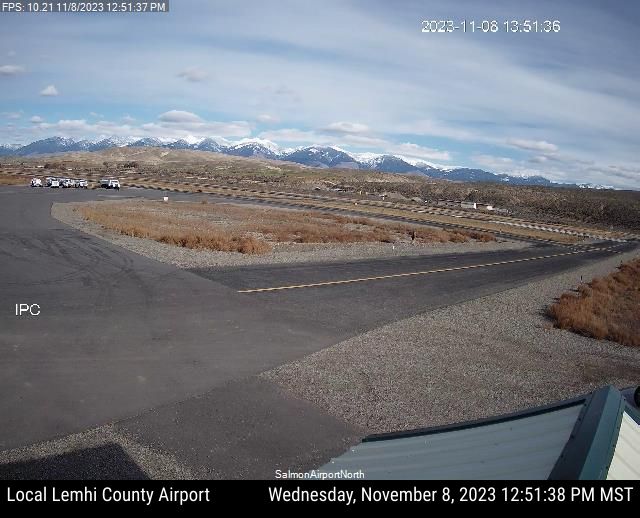 FPS: 10.21 11/8/2023 12:51:37 PM
2023-11-08 13:51:36
IPC
SalmonAirportNorth
Local Lemhi County Airport Wednesday, November 8, 2023 12:51:38 PM MST